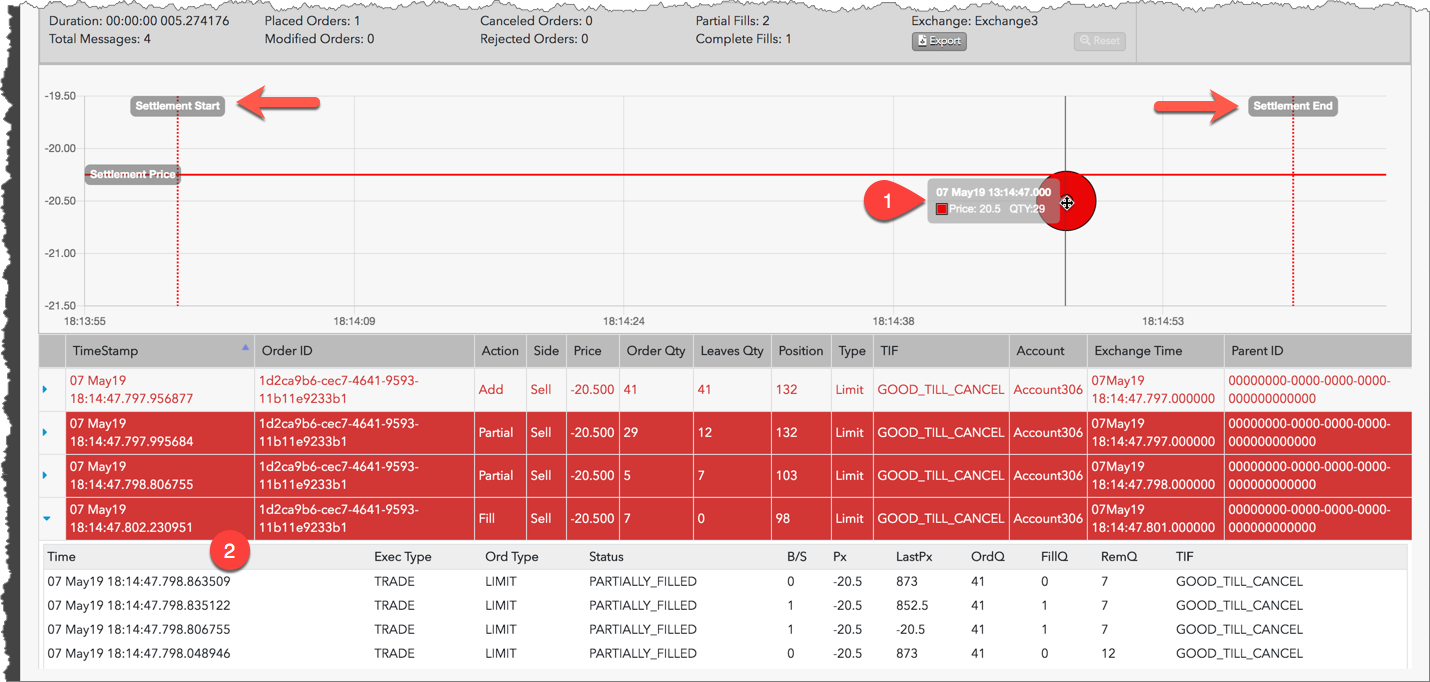 Duration: 00:00:00 005.274176 Placed Orders: 1 Canceled Orders: 0 Partial Fills: 2 Exchange: Exchange3
Total Messages: 4 Modified Orders: 0 Rejected Orders: 0 Complete Fills: 1 Export Reset
-19.50
Settlement Start Settlement End
-20.00
Settlement Price
1 07 May19 13:14:47.000
-20.50 Price: 20.5 QTY:29
-21.00
-21.50
18:13:55 18:14:09 18:14:24 18:14:38 18:14:53
TimeStamp Order ID Action Side Price Order Qty Leaves Qty Position Type TIF Account Exchange Time Parent ID
07 May19 1d2ca9b6-cec7-4641-9593- Add Sell -20.500 41 41 132 Limit GOOD_TILL_CANCEL Account306 07May19 00000000-0000-0000-0000-
18:14:47.797.956877 11b11e9233b1 18:14:47.797.000000 000000000000
07 May19 1d2ca9b6-cec7-4641-9593- Partial Sell -20.500 29 12 132 Limit GOOD_TILL_CANCEL Account306 07May19 00000000-0000-0000-0000-
18:14:47.797.995684 11b11e9233b1 18:14:47.797.000000 000000000000
07 May19 1d2ca9b6-cec7-4641-9593- Partial Sell -20.500 5 7 103 Limit GOOD_TILL_CANCEL Account306 07May19 00000000-0000-0000-0000-
18:14:47.798.806755 11b11e9233b1 18:14:47.798.000000 000000000000
07 May19 1d2ca9b6-cec7-4641-9593- Fill Sell -20.500 7 0 98 Limit GOOD_TILL_CANCEL Account306 07May19 00000000-0000-0000-0000-
18:14:47.802.230951 11b11e9233b1 18:14:47.801.000000 000000000000
2
Time Exec Type Ord Type Status B/S Px LastPx OrdQ FillQ RemQ TIF
07 May19 18:14:47.798.863509 TRADE LIMIT PARTIALLY_FILLED 0 -20.5 873 41 0 7 GOOD_TILL_CANCEL
07 May19 18:14:47.798.835122 TRADE LIMIT PARTIALLY_FILLED 1 -20.5 852.5 41 1 7 GOOD_TILL_CANCEL
07 May19 18:14:47.798.806755 TRADE LIMIT PARTIALLY_FILLED 1 -20.5 -20.5 41 1 7 GOOD_TILL_CANCEL
07 May19 18:14:47.798.048946 TRADE LIMIT PARTIALLY_FILLED 0 -20.5 873 41 0 12 GOOD_TILL_CANCEL